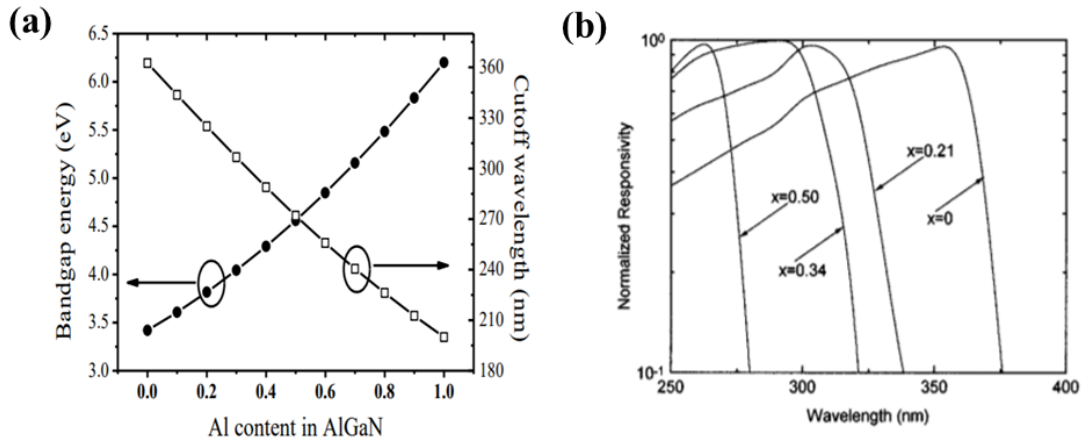 (a)
6.5
6.0
5.5
5.0
4.5
4.0
3.5
3.0
Bandgap energy (eV)
0.0 0.2 0.4 0.6 0.8 1.0
Al content in AlGaN
360
330
300
270
240
210
180
Cutoff wavelength (nm)
(b)
10⁰
10⁻¹
Normalized Responsivity
x=0.21
x=0.50
x=0
x=0.34
250 300 350 400
Wavelength (nm)